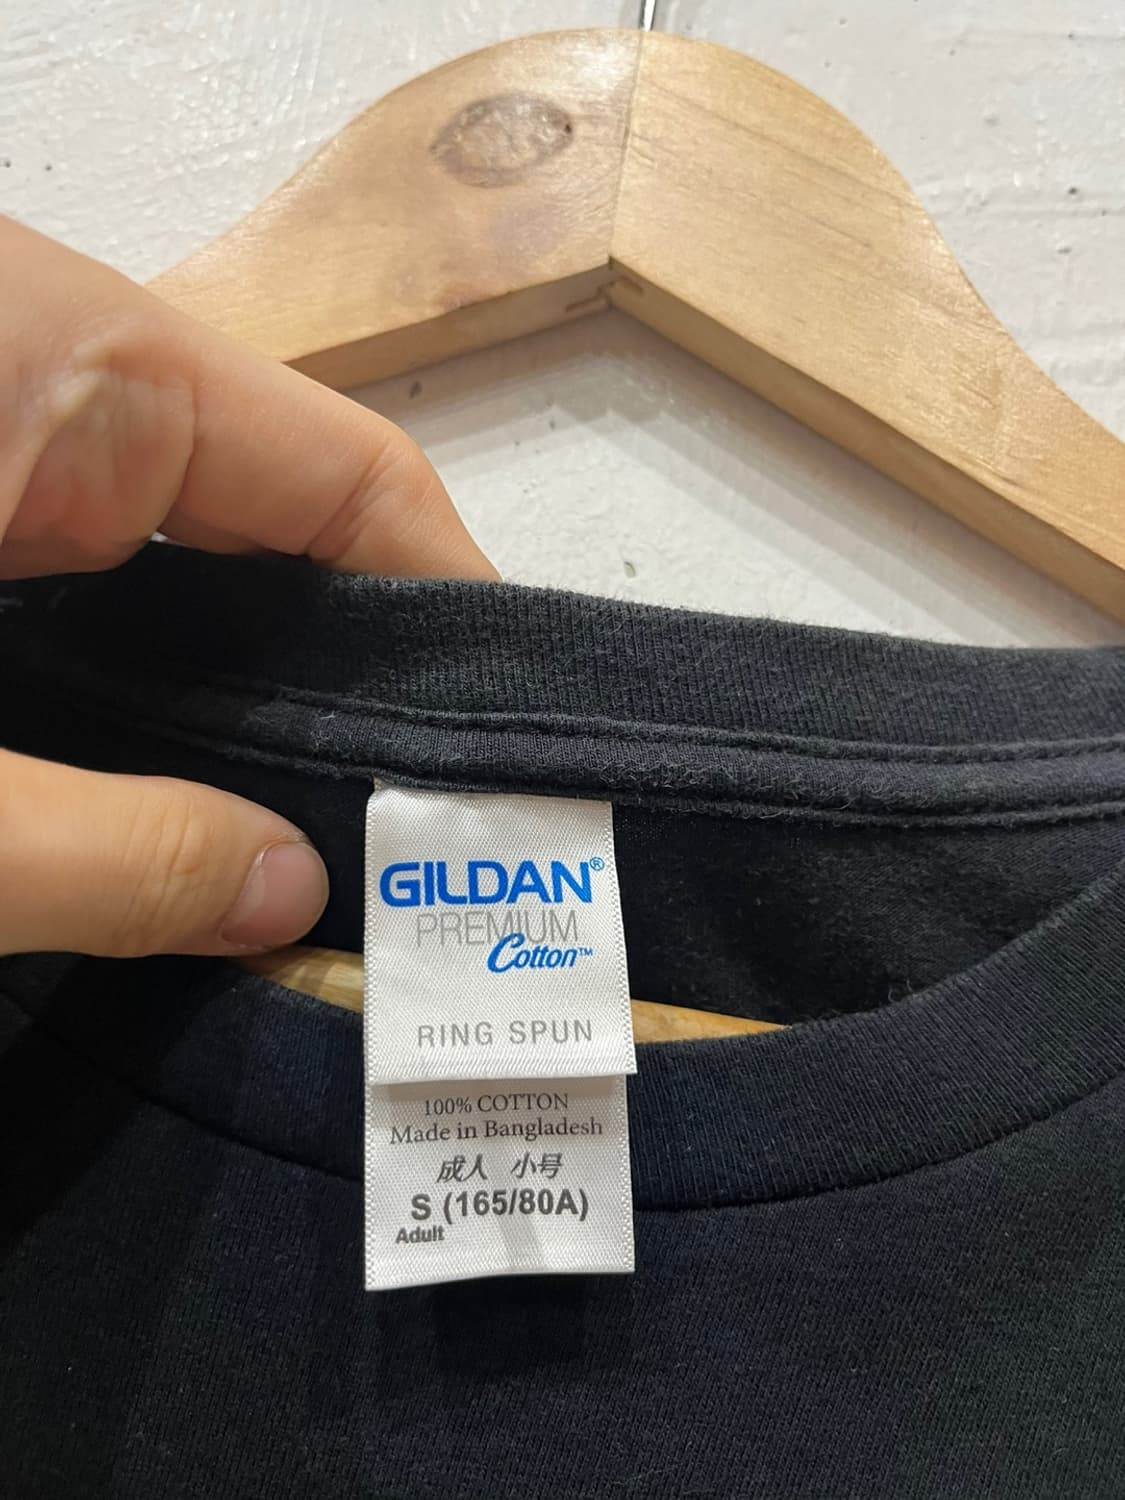 GILDAN®
PREMIUM
Cotton™
RING SPUN
100% COTTON
Made in Bangladesh
成人 小号
S (165/80A)
Adult